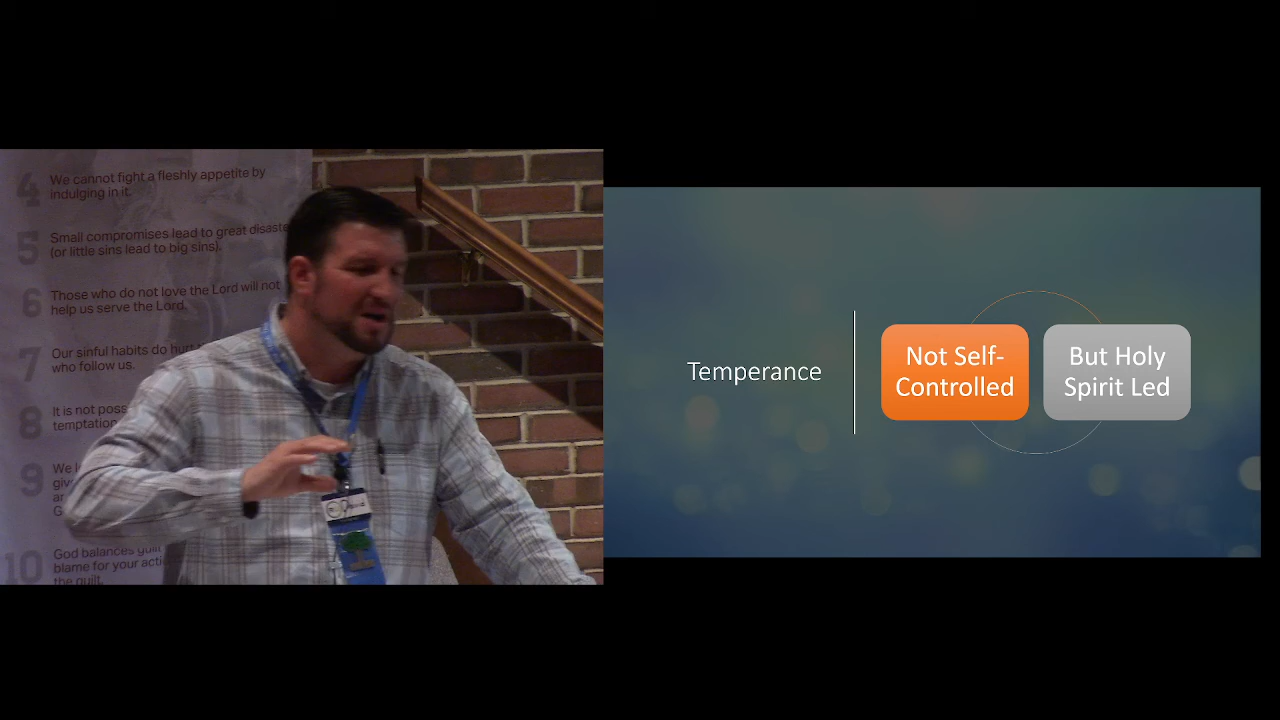 4
We cannot fight a fleshly appetite by
indulging in it.
5
Small compromises lead to great disaste
(or little sins lead to big sins).
6
Those who do not love the Lord will not
help us serve the Lord.
7
Our sinful habits do hurt
who follow us.
8
It is not poss
temptation
9
We
giv
G
10
God balances guilt
blame for your acti
the guilt.
Temperance
Not Self-
Controlled
But Holy
Spirit Led